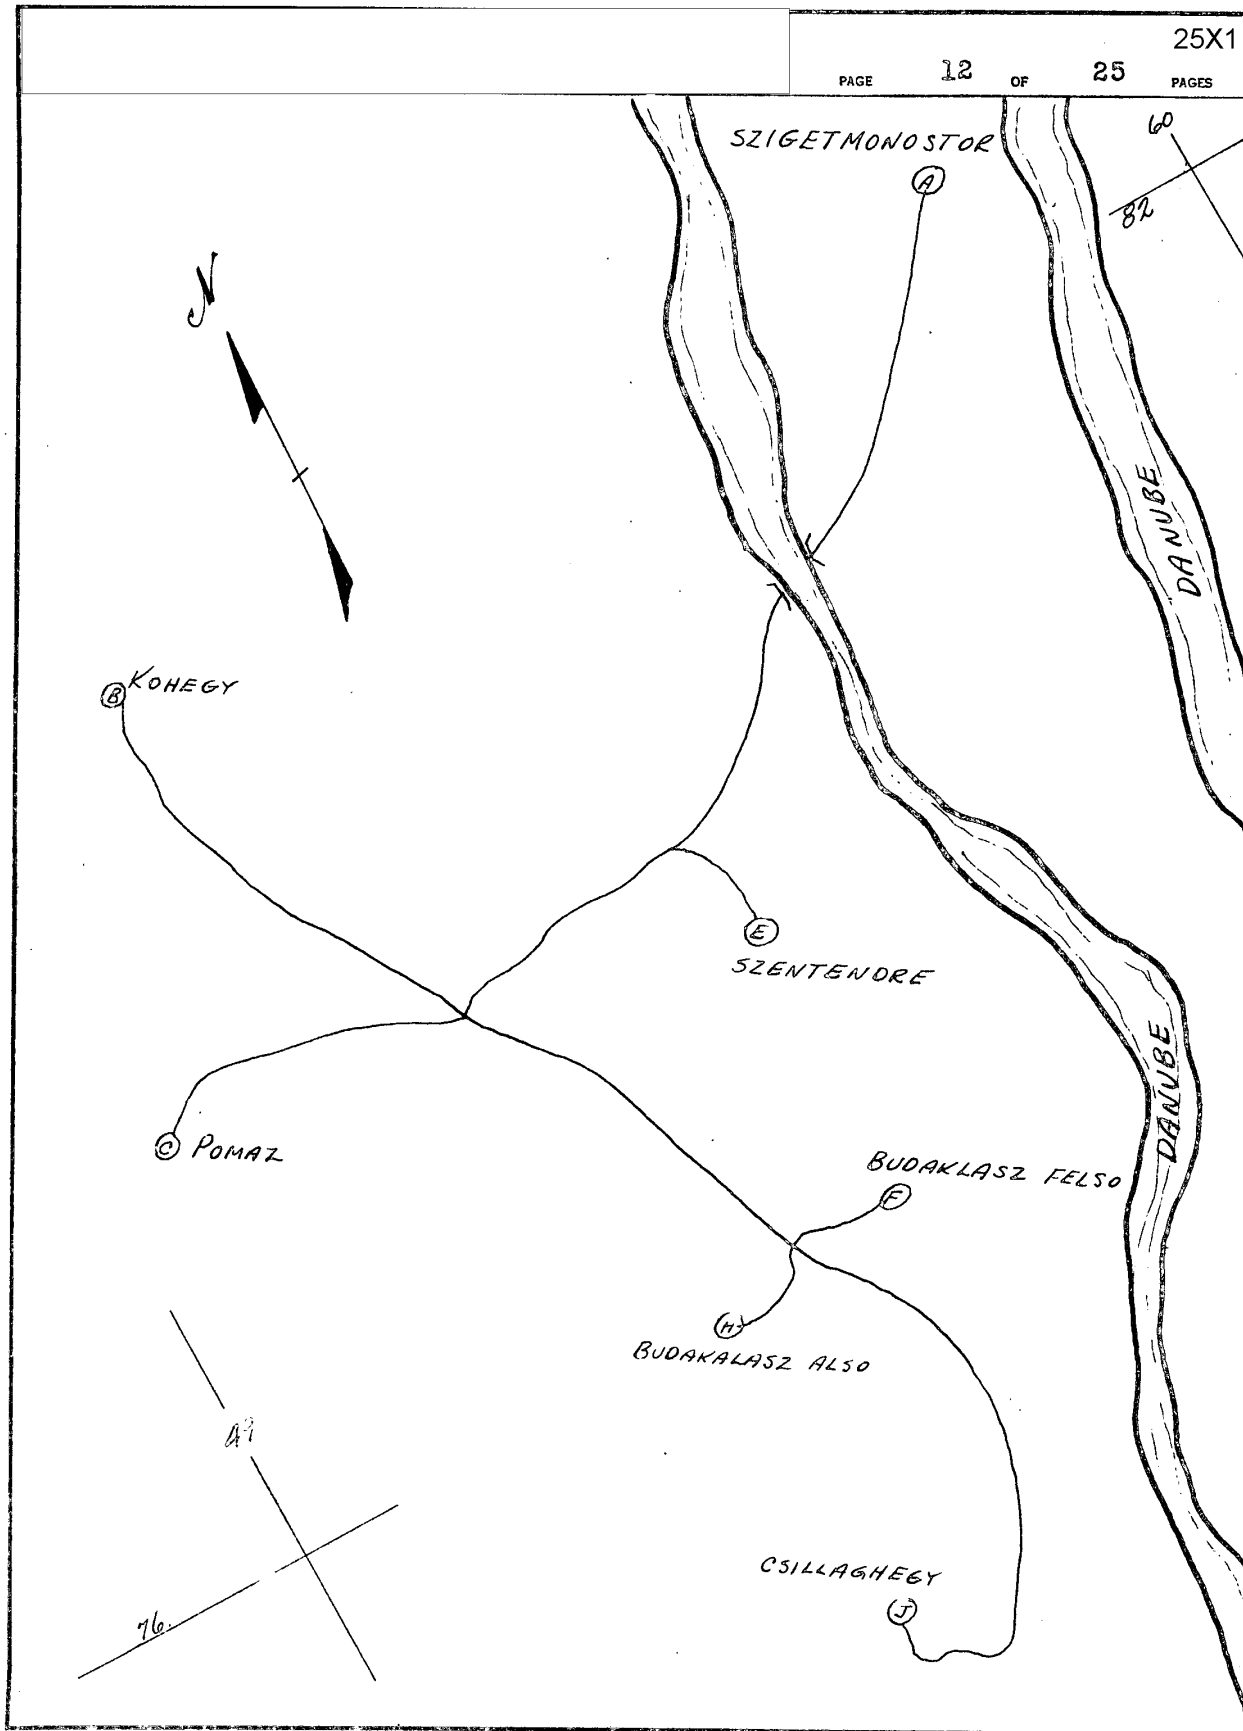 25X1
PAGE 12 OF 25 PAGES
SZIGETMONOSTOR
A
60
82
N
DANUBE
B KOHEGY
E
SZENTENDRE
DANUBE
C POMAZ
BUDAKLASZ FELSO
F
H
BUDAKALASZ ALSO
CSILLAGHEGY
J
76.